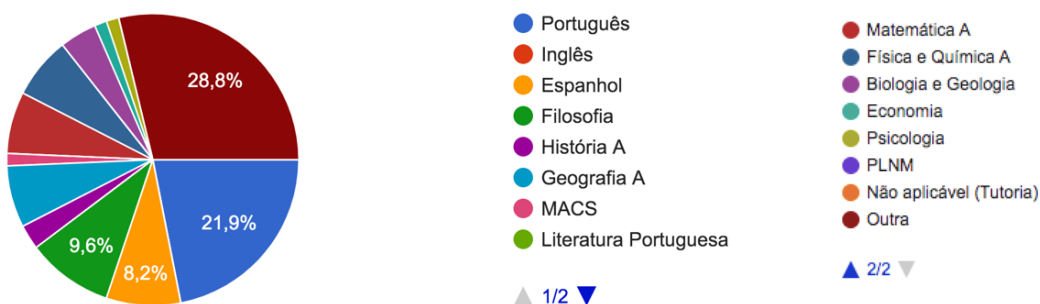 28,8%
21,9%
8,2%
9,6%
Português
Inglês
Espanhol
Filosofia
História A
Geografia A
MACS
Literatura Portuguesa
1/2
Matemática A
Física e Química A
Biologia e Geologia
Economia
Psicologia
PLNM
Não aplicável (Tutoria)
Outra
2/2